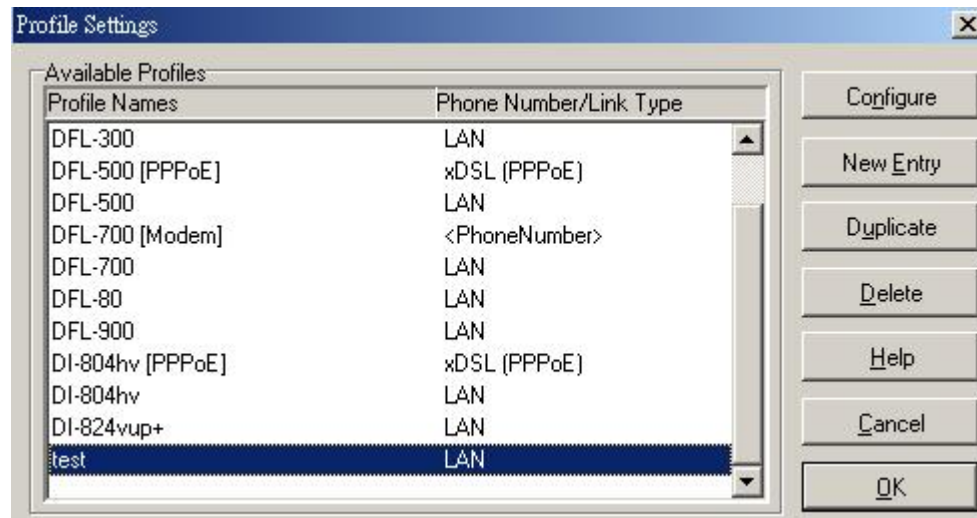 Profile Settings
Available Profiles
Profile Names Phone Number/Link Type
DFL-300 LAN
DFL-500 [PPPoE] xDSL (PPPoE)
DFL-500 LAN
DFL-700 [Modem] <PhoneNumber>
DFL-700 LAN
DFL-80 LAN
DFL-900 LAN
DI-804hv [PPPoE] xDSL (PPPoE)
DI-804hv LAN
DI-824vup+ LAN
test LAN
Configure
New Entry
Duplicate
Delete
Help
Cancel
OK